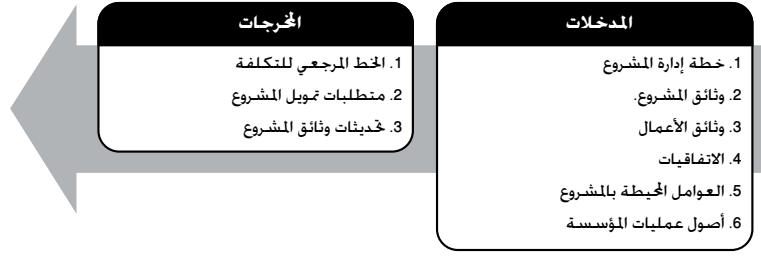 المدخلات
1. خطة إدارة المشروع
2. وثائق المشروع.
3. وثائق الأعمال
4. الاتفاقيات
5. العوامل المحيطة بالمشروع
6. أصول عمليات المؤسسة
المخرجات
1. الخط المرجعي للتكلفة
2. متطلبات تمويل المشروع
3. تحديثات وثائق المشروع